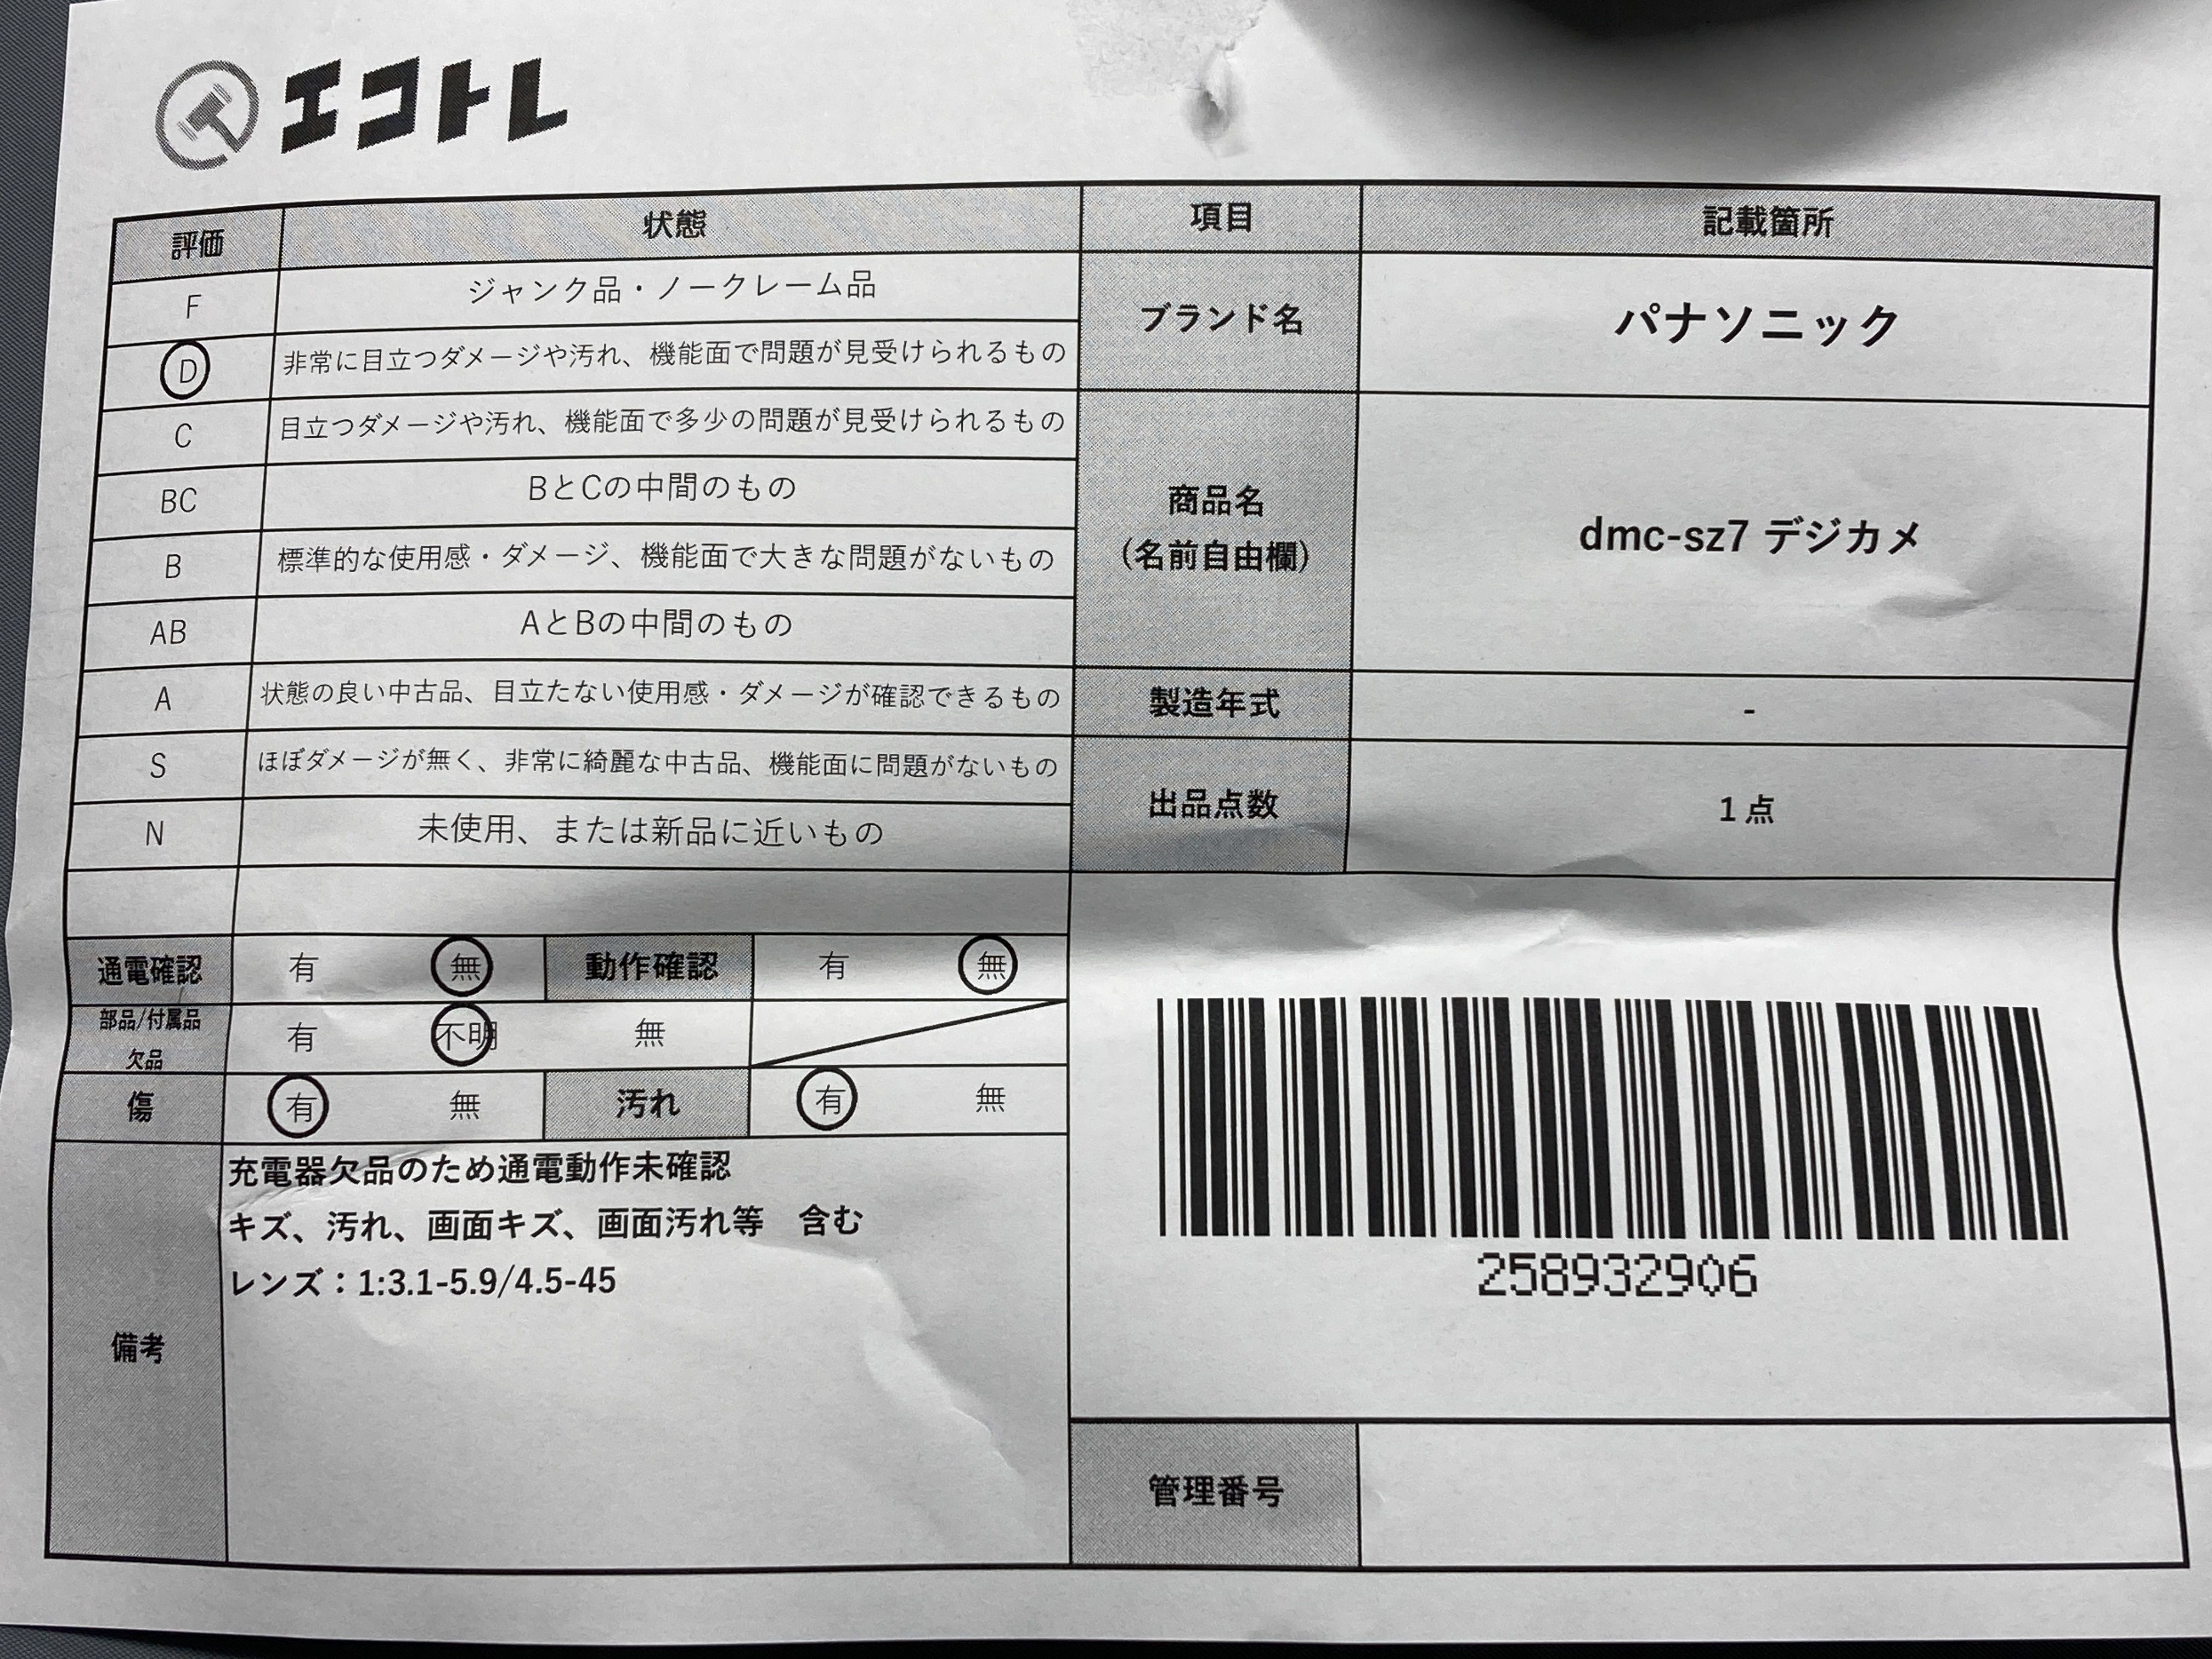 エコトレ
評価 状態 項目 記載箇所
F ジャンク品・ノークレーム品
D 非常に目立つダメージや汚れ、機能面で問題が見受けられるもの
C 目立つダメージや汚れ、機能面で多少の問題が見受けられるもの
BC BとCの中間のもの
B 標準的な使用感・ダメージ、機能面で大きな問題がないもの
AB AとBの中間のもの
A 状態の良い中古品、目立たない使用感・ダメージが確認できるもの
S ほぼダメージが無く、非常に綺麗な中古品、機能面に問題がないもの
N 未使用、または新品に近いもの
ブランド名 パナソニック
商品名
(名前自由欄)
dmc-sz7 デジカメ
製造年式 -
出品点数 1 点
通電確認 有 無 動作確認 有 無
部品/付属品
欠品
有 不明 無
傷 有 無 汚れ 有 無
備考
充電器欠品のため通電動作未確認
キズ、汚れ、画面キズ、画面汚れ等　含む
レンズ：1:3.1-5.9/4.5-45
258932906
管理番号